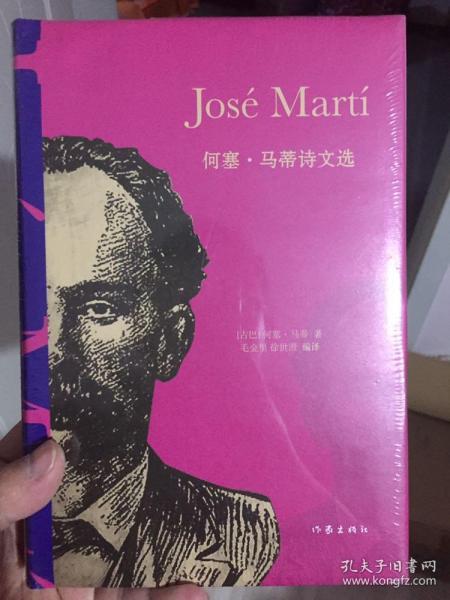 José Martí
何塞·马蒂诗文选
[古巴]何塞·马蒂 著
毛金里 徐世澄 编译
作家出版社
孔夫子旧书网
www.kongfz.com